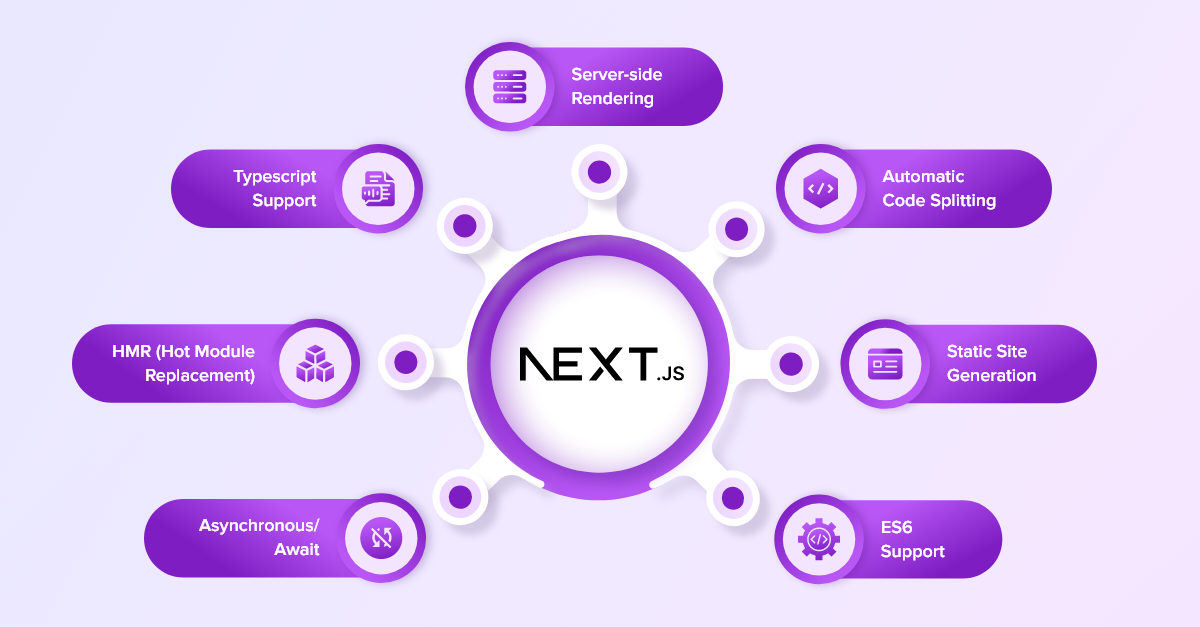 Server-side
Rendering
Typescript
Support
Automatic
Code Splitting
HMR (Hot Module
Replacement)
NEXT.JS
Static Site
Generation
Asynchronous/
Await
ES6
Support